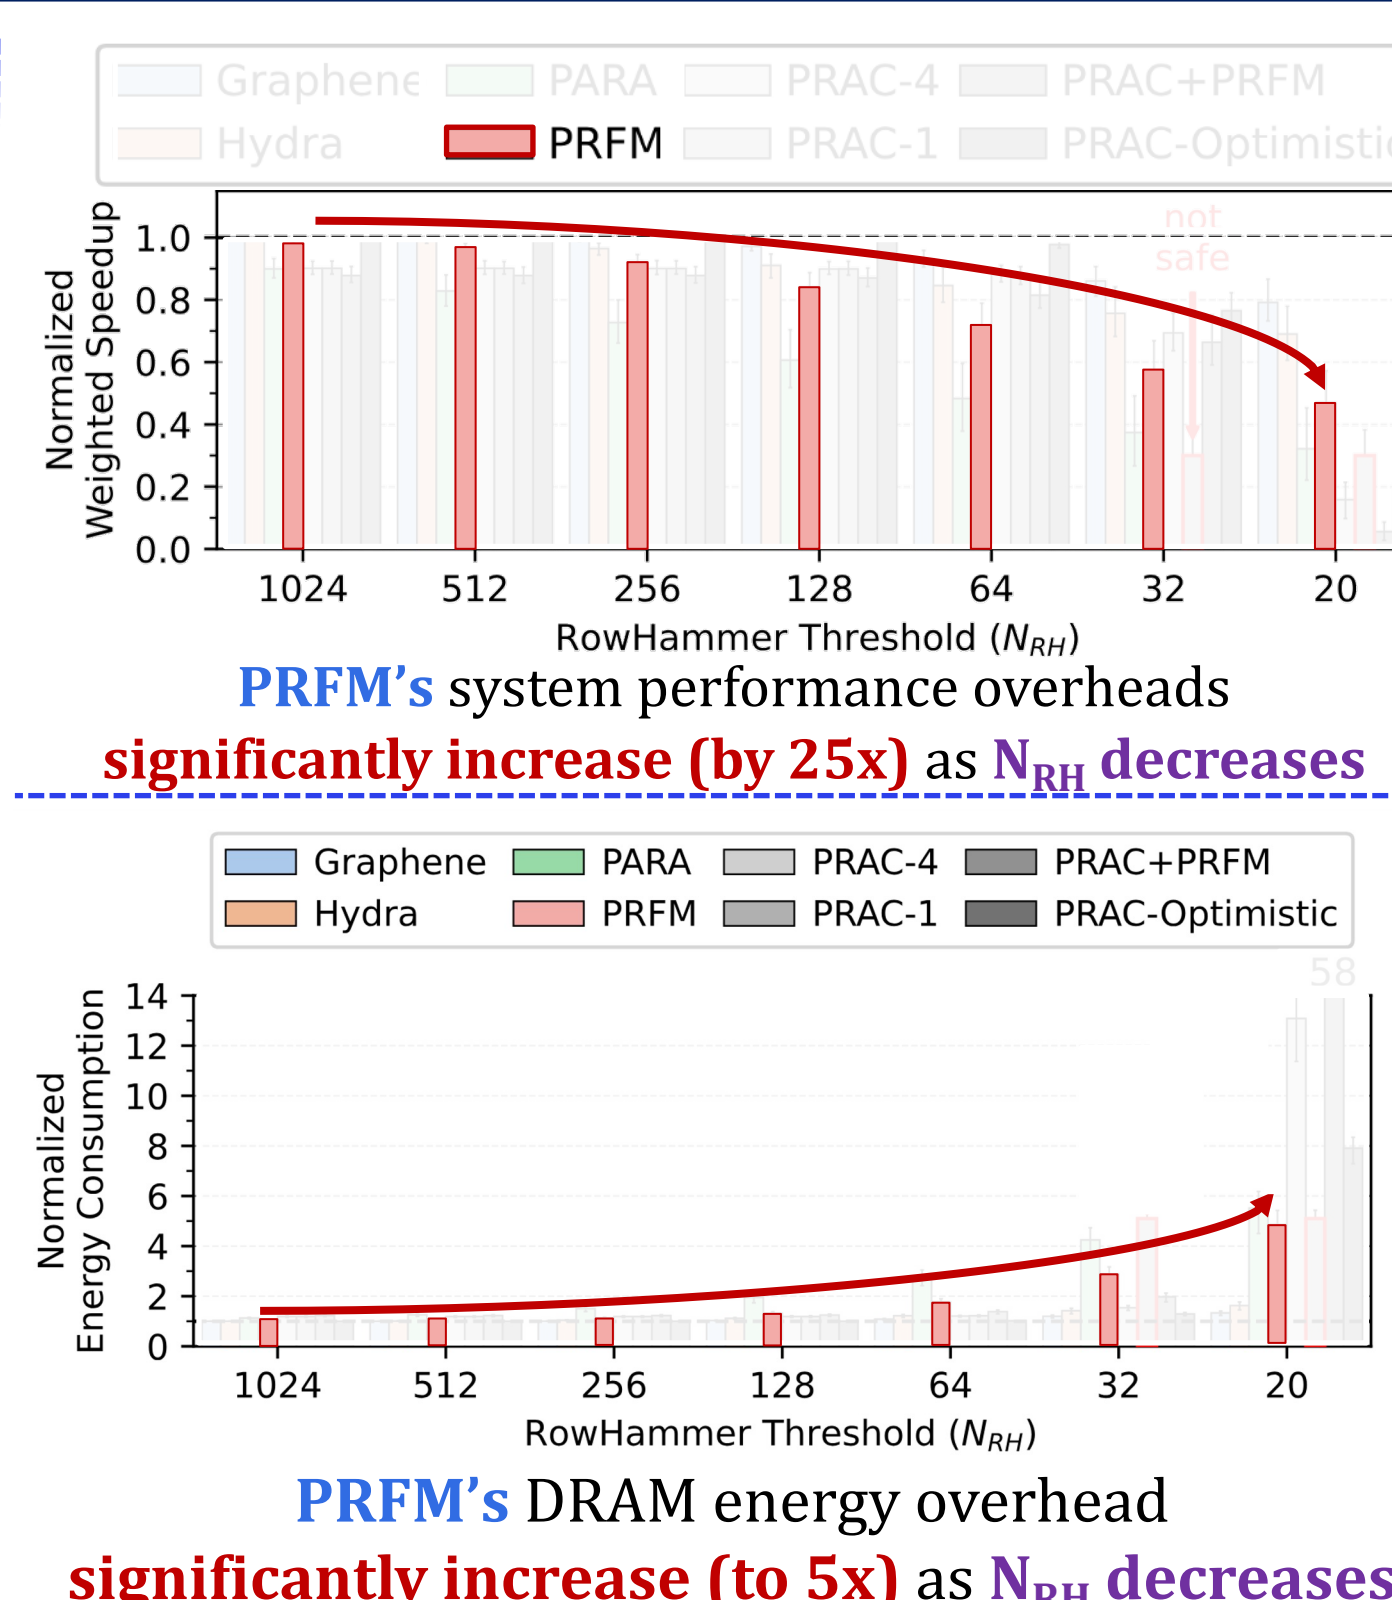 Graphene PARA PRAC-4 PRAC+PRFM
Hydra PRFM PRAC-1 PRAC-Optimistic
Normalized
Weighted Speedup
1.0
0.8
0.6
0.4
0.2
0.0
not
safe
1024 512 256 128 64 32 20
RowHammer Threshold (N_RH)
PRFM’s system performance overheads
significantly increase (by 25x) as N_RH decreases
Graphene PARA PRAC-4 PRAC+PRFM
Hydra PRFM PRAC-1 PRAC-Optimistic
58
Normalized
Energy Consumption
14
12
10
8
6
4
2
0
1024 512 256 128 64 32 20
RowHammer Threshold (N_RH)
PRFM’s DRAM energy overhead
significantly increase (to 5x) as N_RH decreases